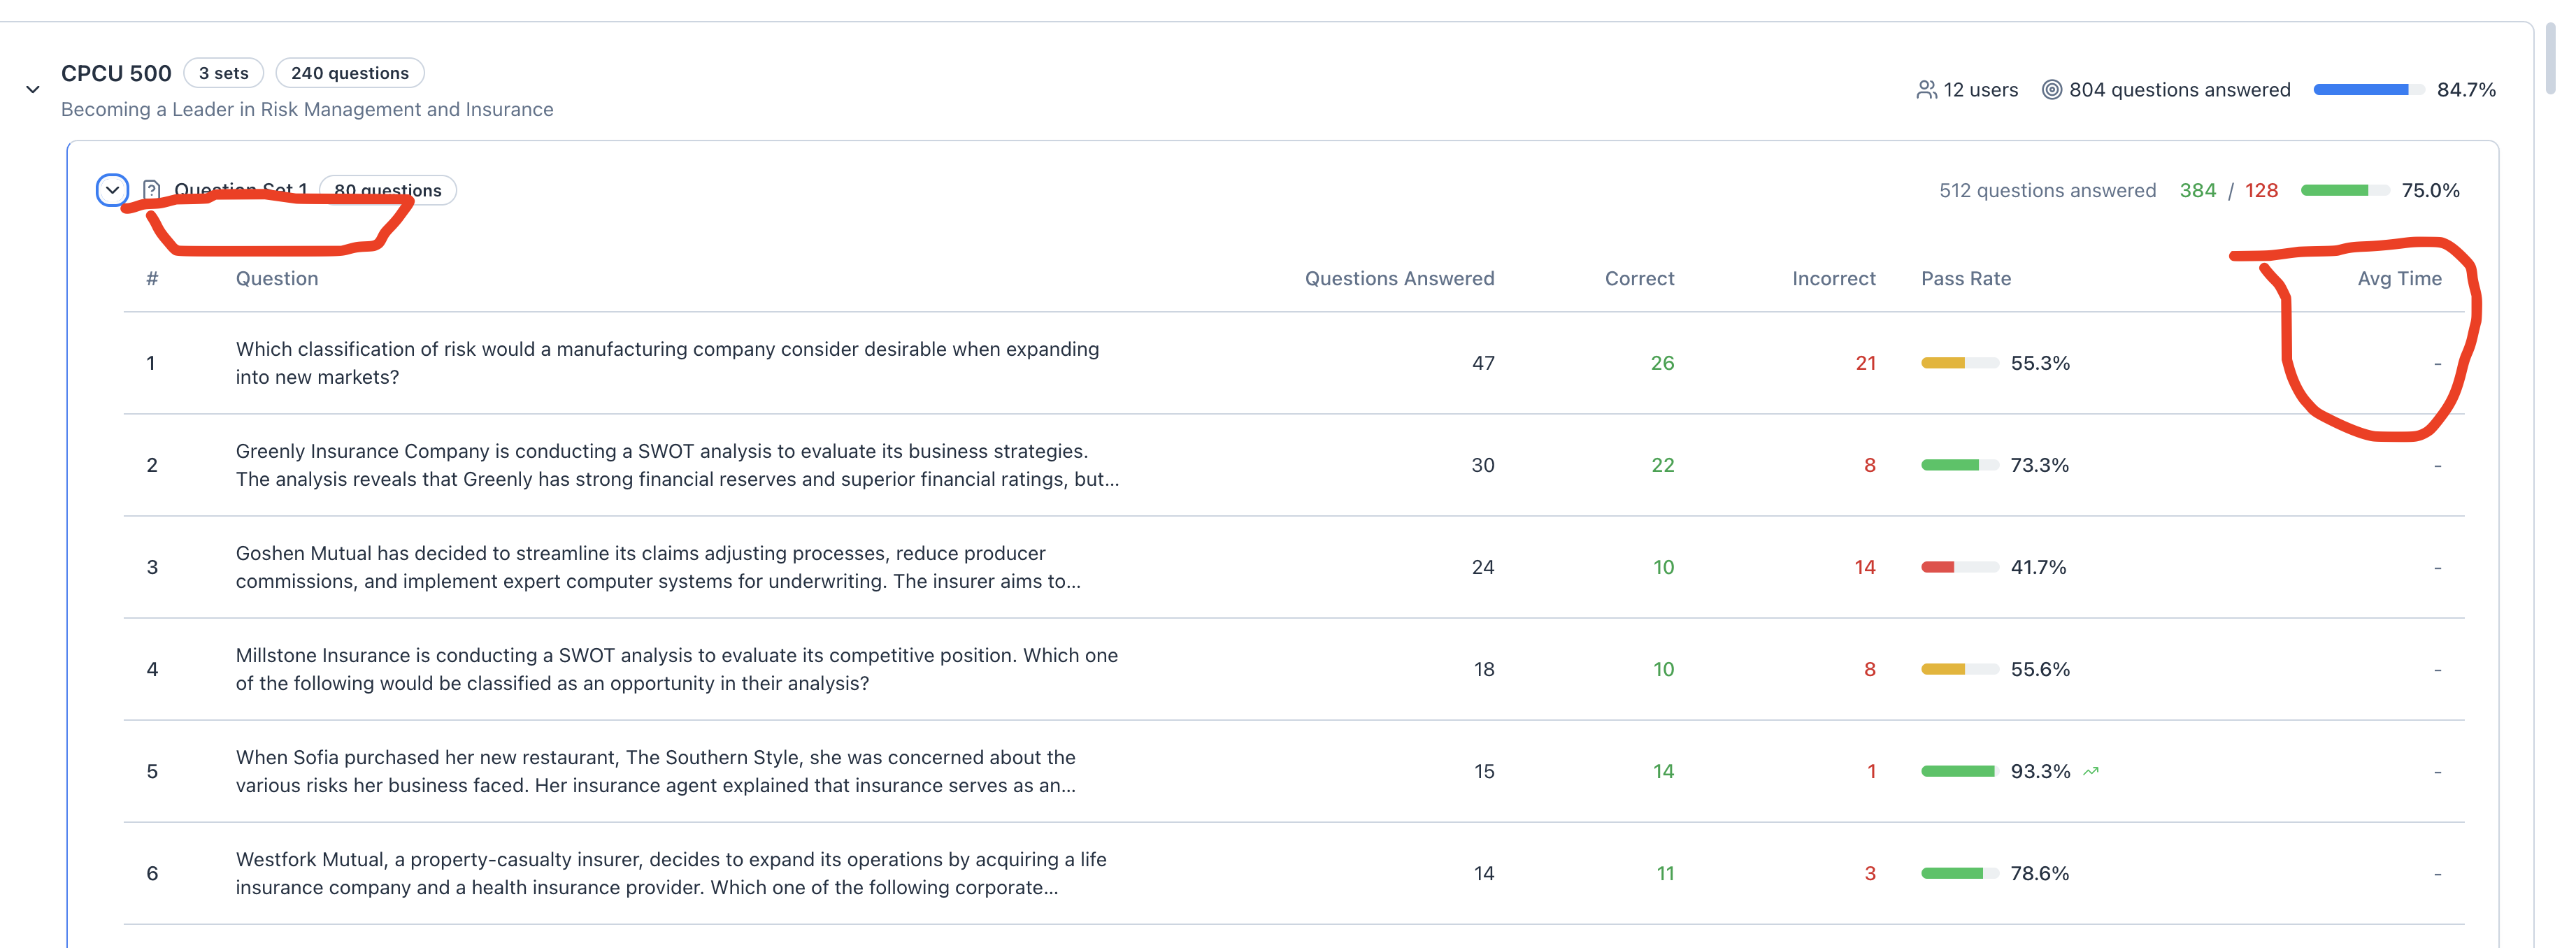 CPCU 500 3 sets 240 questions
Becoming a Leader in Risk Management and Insurance
12 users 804 questions answered 84.7%
Question Set 1 80 questions
512 questions answered 384 / 128 75.0%
# Question Questions Answered Correct Incorrect Pass Rate Avg Time
1 Which classification of risk would a manufacturing company consider desirable when expanding
into new markets?
47 26 21 55.3% -
2 Greenly Insurance Company is conducting a SWOT analysis to evaluate its business strategies.
The analysis reveals that Greenly has strong financial reserves and superior financial ratings, but...
30 22 8 73.3% -
3 Goshen Mutual has decided to streamline its claims adjusting processes, reduce producer
commissions, and implement expert computer systems for underwriting. The insurer aims to...
24 10 14 41.7% -
4 Millstone Insurance is conducting a SWOT analysis to evaluate its competitive position. Which one
of the following would be classified as an opportunity in their analysis?
18 10 8 55.6% -
5 When Sofia purchased her new restaurant, The Southern Style, she was concerned about the
various risks her business faced. Her insurance agent explained that insurance serves as an...
15 14 1 93.3% -
6 Westfork Mutual, a property-casualty insurer, decides to expand its operations by acquiring a life
insurance company and a health insurance provider. Which one of the following corporate...
14 11 3 78.6% -